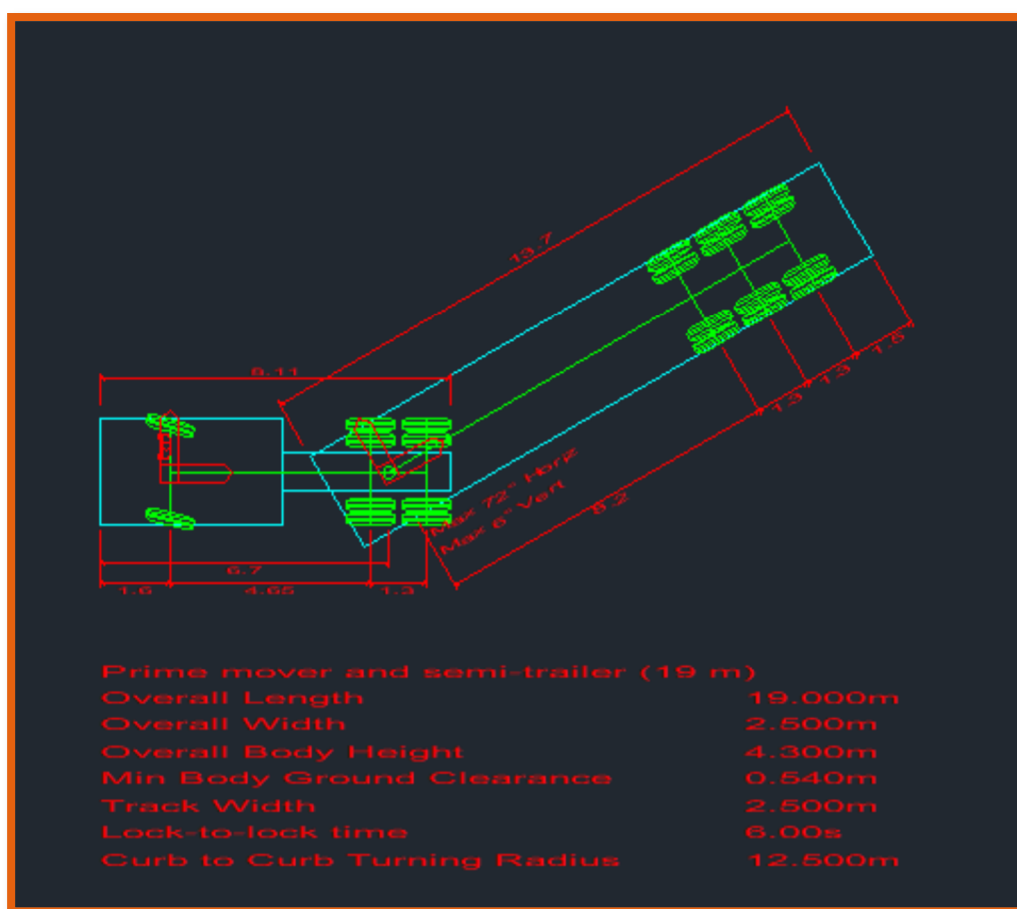 13.7
8.11
1.5
1.3
1.3
8.2
Max 72° Horiz
Max 6° Vert
6.7
1.6 4.65 1.3
Prime mover and semi-trailer (19 m)
Overall Length 19.000m
Overall Width 2.500m
Overall Body Height 4.300m
Min Body Ground Clearance 0.540m
Track Width 2.500m
Lock-to-lock time 6.00s
Curb to Curb Turning Radius 12.500m